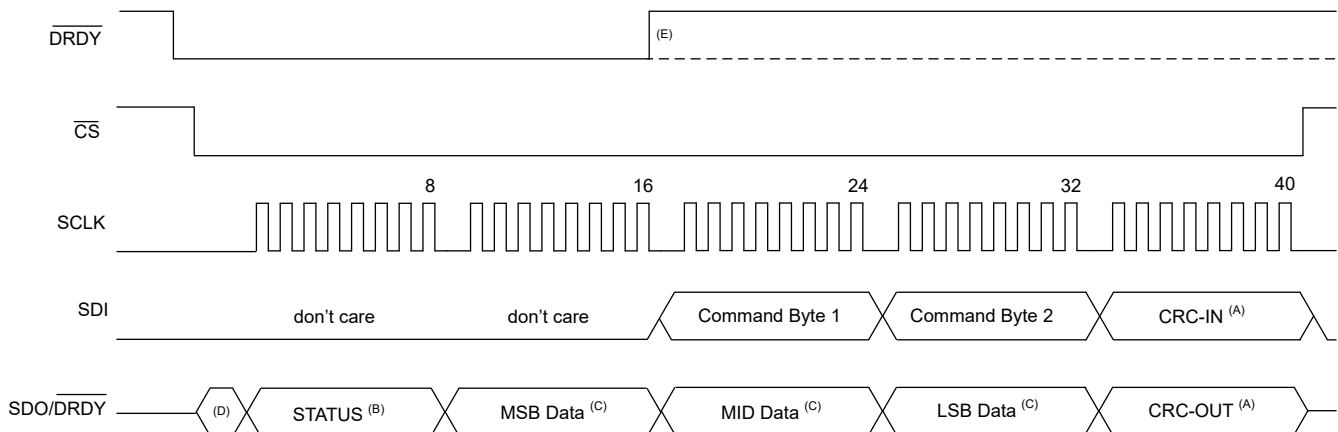 DRDY
(E)
CS
8 16 24 32 40
SCLK
SDI don't care don't care Command Byte 1 Command Byte 2 CRC-IN (A)
SDO/DRDY (D) STATUS (B) MSB Data (C) MID Data (C) LSB Data (C) CRC-OUT (A)